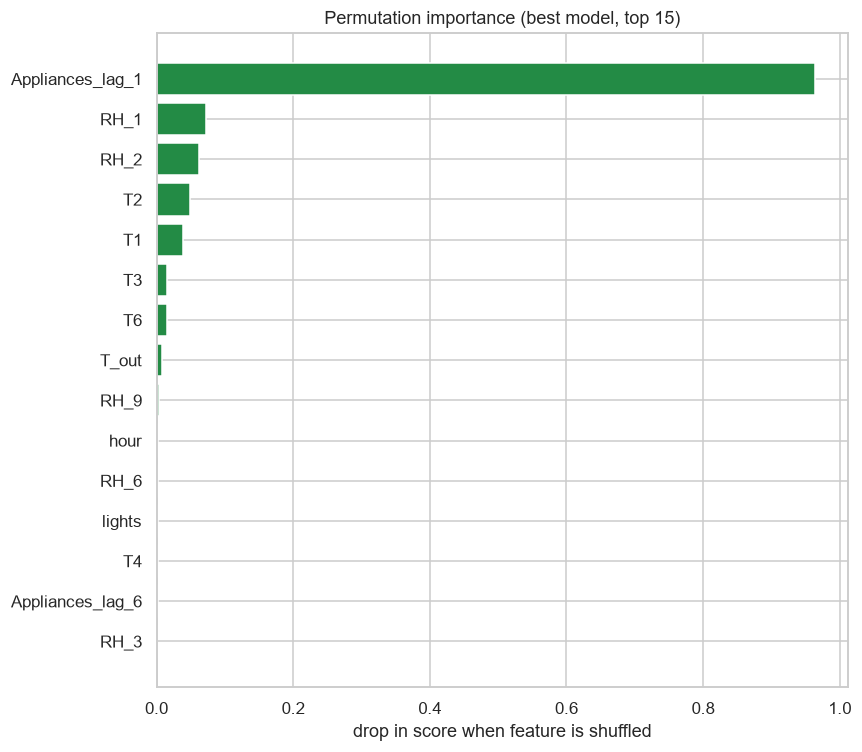 Permutation importance (best model, top 15)
Appliances_lag_1
RH_1
RH_2
T2
T1
T3
T6
T_out
RH_9
hour
RH_6
lights
T4
Appliances_lag_6
RH_3
0.0 0.2 0.4 0.6 0.8 1.0
drop in score when feature is shuffled